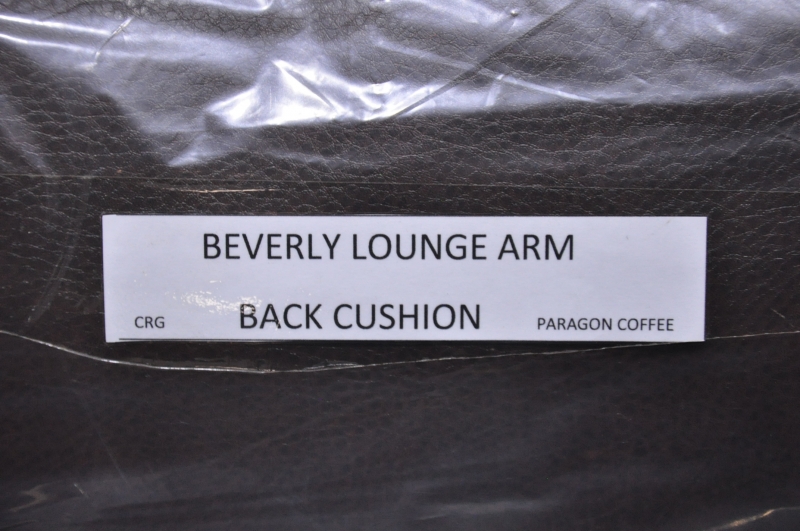 BEVERLY LOUNGE ARM
BACK CUSHION
CRG
PARAGON COFFEE